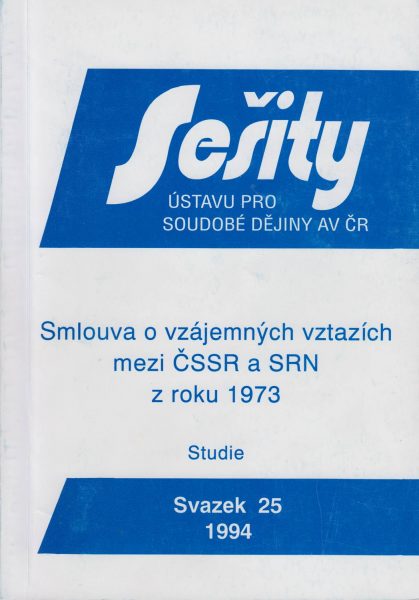 Sešity
ÚSTAVU PRO
SOUDOBÉ DĚJINY AV ČR
Smlouva o vzájemných vztazích
mezi ČSSR a SRN
z roku 1973
Studie
Svazek 25
1994